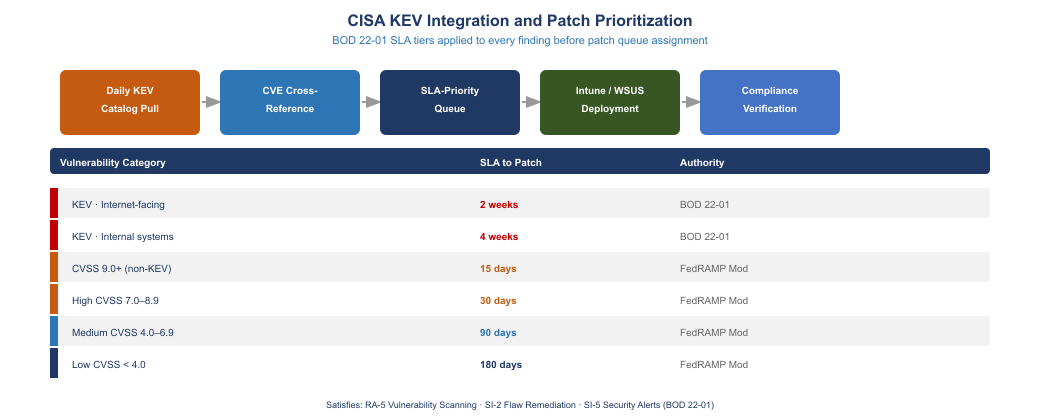 CISA KEV Integration and Patch Prioritization
BOD 22-01 SLA tiers applied to every finding before patch queue assignment
Daily KEV
Catalog Pull
CVE Cross-
Reference
SLA-Priority
Queue
Intune / WSUS
Deployment
Compliance
Verification
Vulnerability Category SLA to Patch Authority
KEV · Internet-facing 2 weeks BOD 22-01
KEV · Internal systems 4 weeks BOD 22-01
CVSS 9.0+ (non-KEV) 15 days FedRAMP Mod
High CVSS 7.0–8.9 30 days FedRAMP Mod
Medium CVSS 4.0–6.9 90 days FedRAMP Mod
Low CVSS < 4.0 180 days FedRAMP Mod
Satisfies: RA-5 Vulnerability Scanning · SI-2 Flaw Remediation · SI-5 Security Alerts (BOD 22-01)